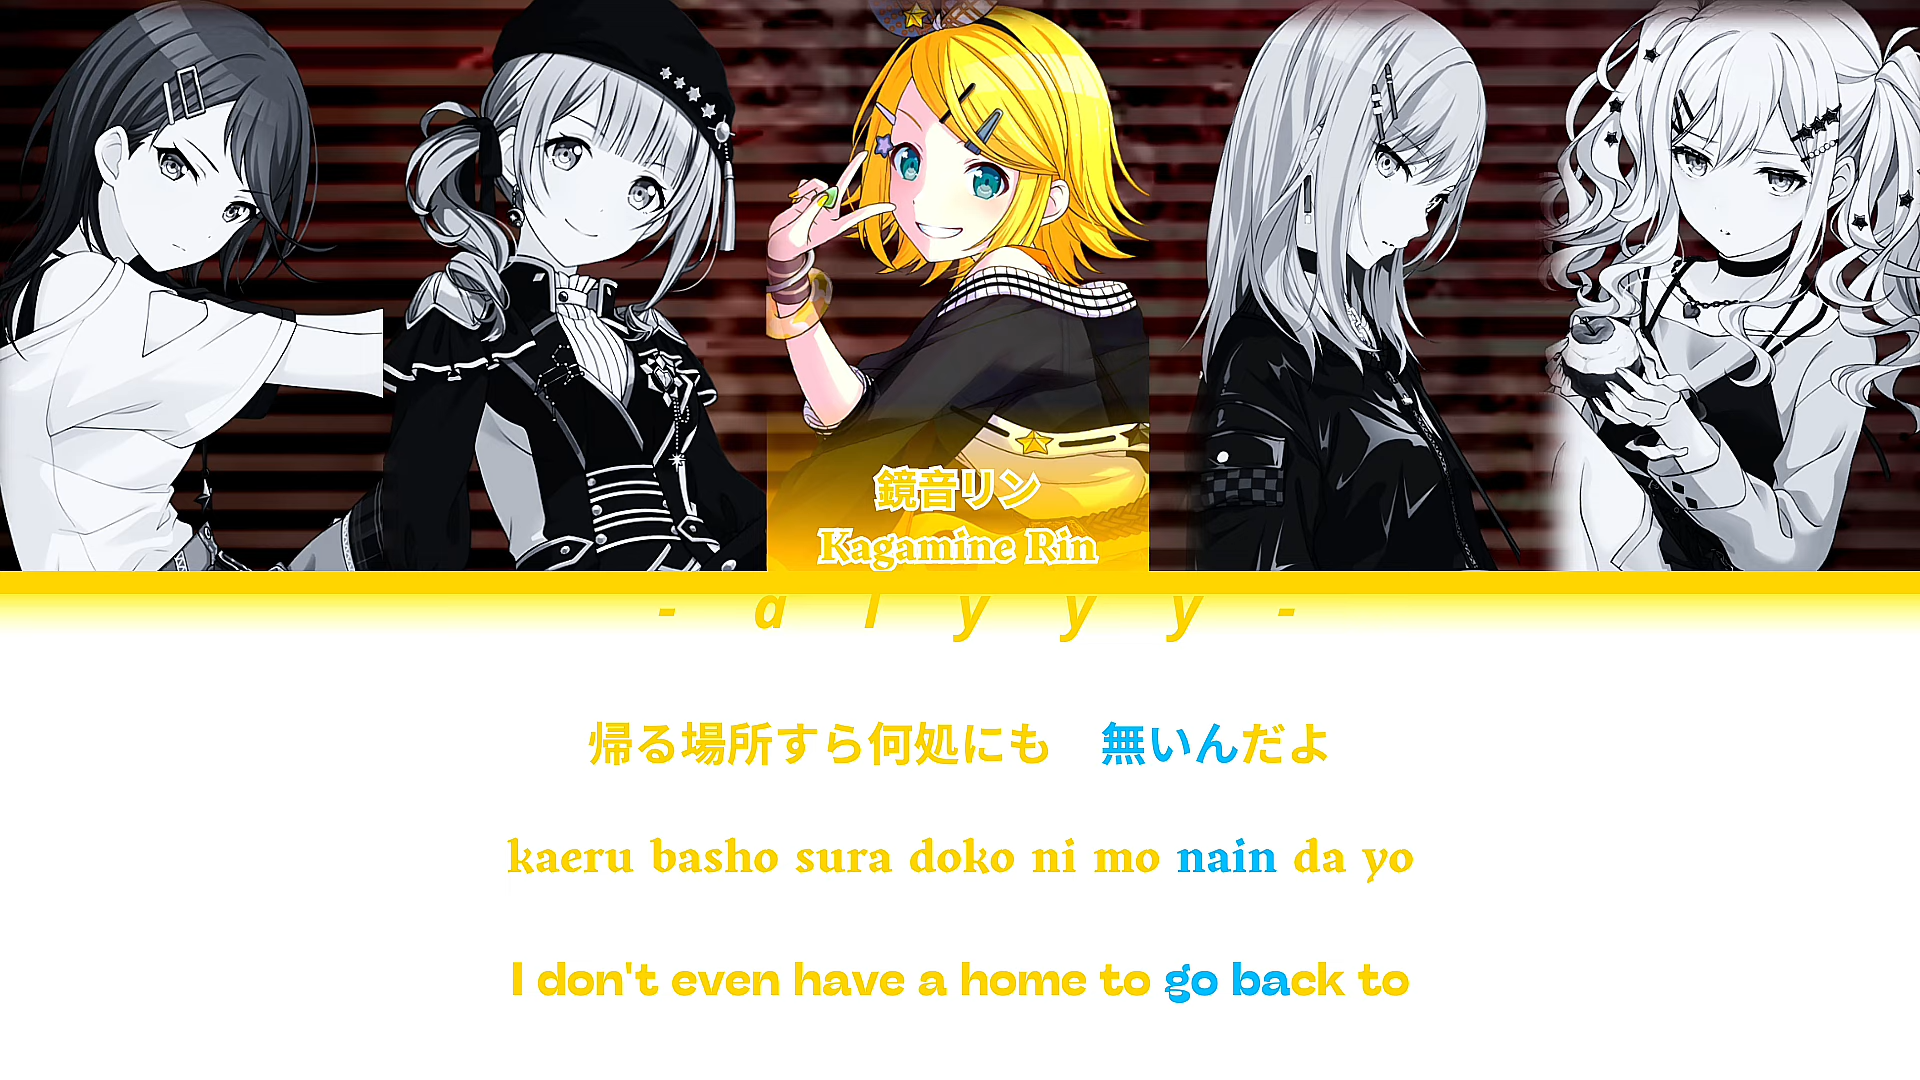 鏡音リン
Kagamine Rin
- a l y y y -
帰る場所すら何処にも　無いんだよ
kaeru basho sura doko ni mo nain da yo
I don't even have a home to go back to